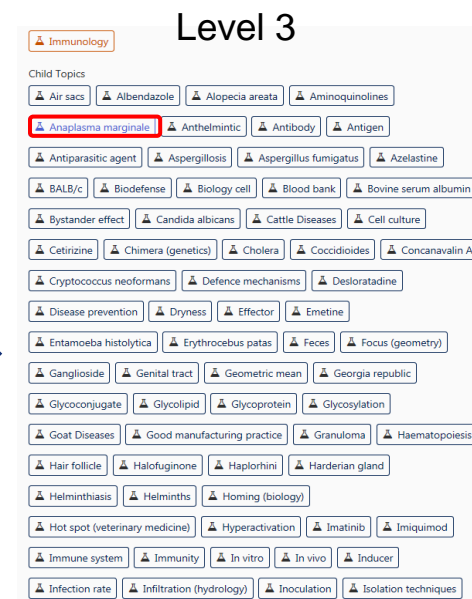 Level 3
Immunology
Child Topics
Air sacs Albendazole Alopecia areata Aminoquinolines
Anaplasma marginale Anthelmintic Antibody Antigen
Antiparasitic agent Aspergillosis Aspergillus fumigatus Azelastine
BALB/c Biodefense Biology cell Blood bank Bovine serum albumin
Bystander effect Candida albicans Cattle Diseases Cell culture
Cetirizine Chimera (genetics) Cholera Coccidioides Concanavalin A
Cryptococcus neoformans Defence mechanisms Desloratadine
Disease prevention Dryness Effector Emetine
Entamoeba histolytica Erythrocebus patas Feces Focus (geometry)
Ganglioside Genital tract Geometric mean Georgia republic
Glycoconjugate Glycolipid Glycoprotein Glycosylation
Goat Diseases Good manufacturing practice Granuloma Haematopoiesis
Hair follicle Halofuginone Haplorhini Harderian gland
Helminthiasis Helminths Homing (biology)
Hot spot (veterinary medicine) Hyperactivation Imatinib Imiquimod
Immune system Immunity In vitro In vivo Inducer
Infection rate Infiltration (hydrology) Inoculation Isolation techniques